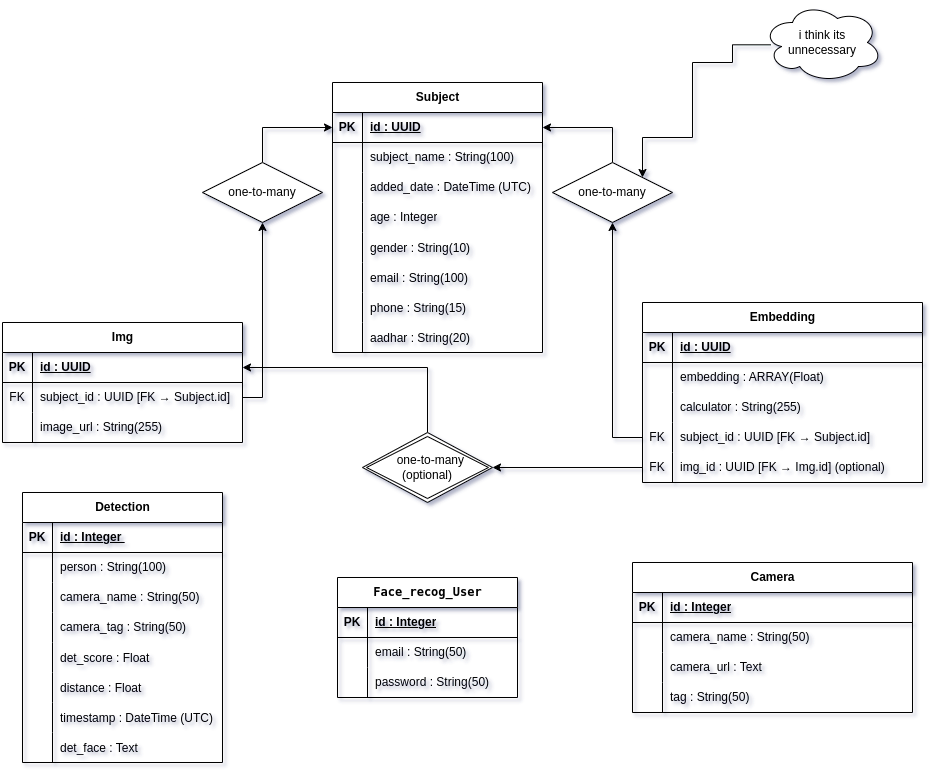 i think its
unnecessary
Subject
PK id : UUID
subject_name : String(100)
added_date : DateTime (UTC)
age : Integer
gender : String(10)
email : String(100)
phone : String(15)
aadhar : String(20)
one-to-many
one-to-many
Img
PK id : UUID
FK subject_id : UUID [FK → Subject.id]
image_url : String(255)
Embedding
PK id : UUID
embedding : ARRAY(Float)
calculator : String(255)
FK subject_id : UUID [FK → Subject.id]
FK img_id : UUID [FK → Img.id] (optional)
one-to-many
(optional)
Detection
PK id : Integer
person : String(100)
camera_name : String(50)
camera_tag : String(50)
det_score : Float
distance : Float
timestamp : DateTime (UTC)
det_face : Text
Face_recog_User
PK id : Integer
email : String(50)
password : String(50)
Camera
PK id : Integer
camera_name : String(50)
camera_url : Text
tag : String(50)